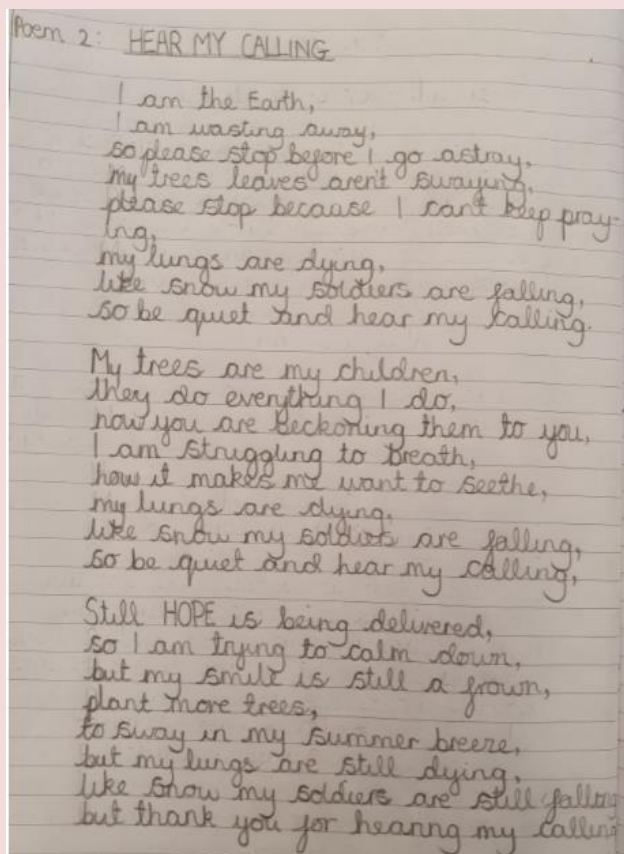 Poem 2: HEAR MY CALLING
I am the Earth,
I am wasting away,
so please stop before I go astray,
my trees leaves aren't swaying,
please stop because I can't keep pray-
ing,
my lungs are dying,
like snow my soldiers are falling,
so be quiet and hear my calling.
My trees are my children,
they do everything I do,
now you are beckoning them to you,
I am struggling to breath,
how it makes me want to seethe,
my lungs are dying,
like snow my soldiers are falling,
so be quiet and hear my calling,
Still HOPE is being delivered,
so I am trying to calm down,
but my smile is still a frown,
plant more trees,
to sway in my summer breeze,
but my lungs are still dying,
like snow my soldiers are still falling
but thank you for hearing my calling